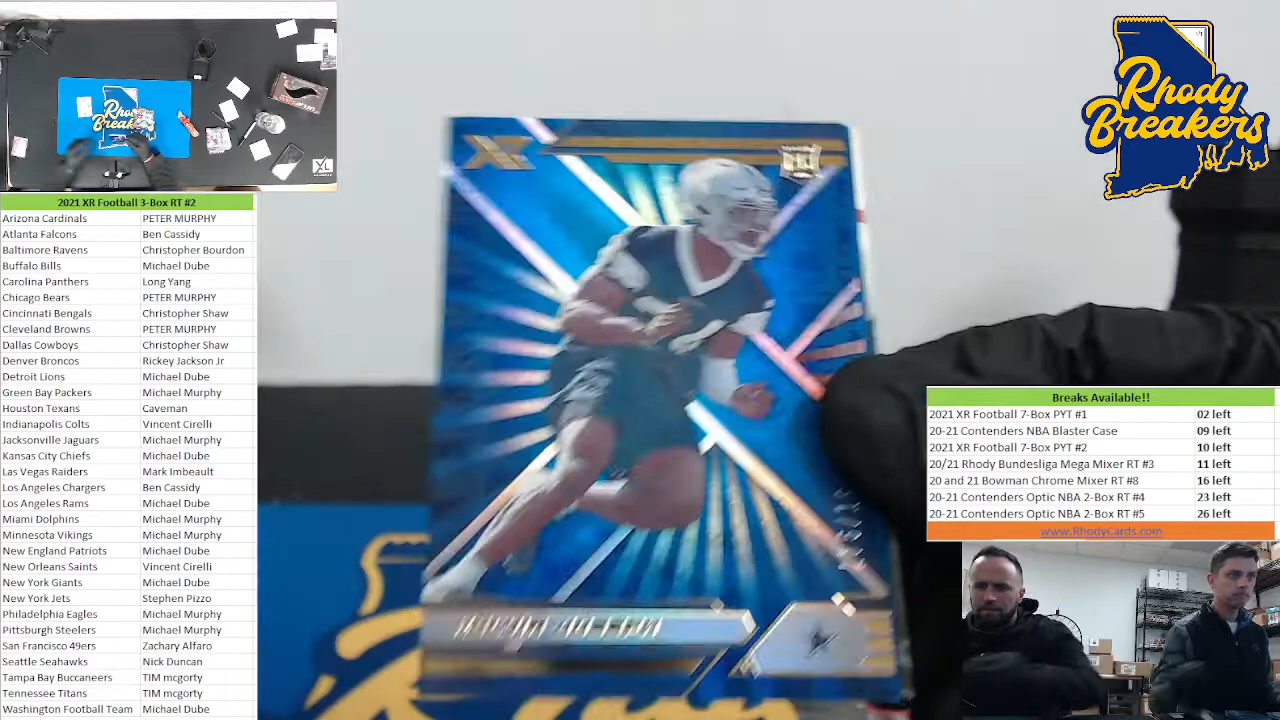 2021 XR Football 3-Box RT #2
Arizona Cardinals PETER MURPHY
Atlanta Falcons Ben Cassidy
Baltimore Ravens Christopher Bourdon
Buffalo Bills Michael Dube
Carolina Panthers Long Yang
Chicago Bears PETER MURPHY
Cincinnati Bengals Christopher Shaw
Cleveland Browns PETER MURPHY
Dallas Cowboys Christopher Shaw
Denver Broncos Rickey Jackson Jr
Detroit Lions Michael Dube
Green Bay Packers Michael Murphy
Houston Texans Caveman
Indianapolis Colts Vincent Cirelli
Jacksonville Jaguars Michael Murphy
Kansas City Chiefs Michael Dube
Las Vegas Raiders Mark Imbeault
Los Angeles Chargers Ben Cassidy
Los Angeles Rams Michael Dube
Miami Dolphins Michael Murphy
Minnesota Vikings Michael Murphy
New England Patriots Michael Dube
New Orleans Saints Vincent Cirelli
New York Giants Michael Dube
New York Jets Stephen Pizzo
Philadelphia Eagles Michael Murphy
Pittsburgh Steelers Michael Murphy
San Francisco 49ers Zachary Alfaro
Seattle Seahawks Nick Duncan
Tampa Bay Buccaneers TIM mcgorty
Tennessee Titans TIM mcgorty
Washington Football Team Michael Dube
XR
Rhody
Breakers
Rhody
XL
Breaks Available!!
2021 XR Football 7-Box PYT #1 02 left
20-21 Contenders NBA Blaster Case 09 left
2021 XR Football 7-Box PYT #2 10 left
20/21 Rhody Bundesliga Mega Mixer RT #3 11 left
20 and 21 Bowman Chrome Mixer RT #8 16 left
20-21 Contenders Optic NBA 2-Box RT #4 23 left
20-21 Contenders Optic NBA 2-Box RT #5 26 left
www.RhodyCards.com